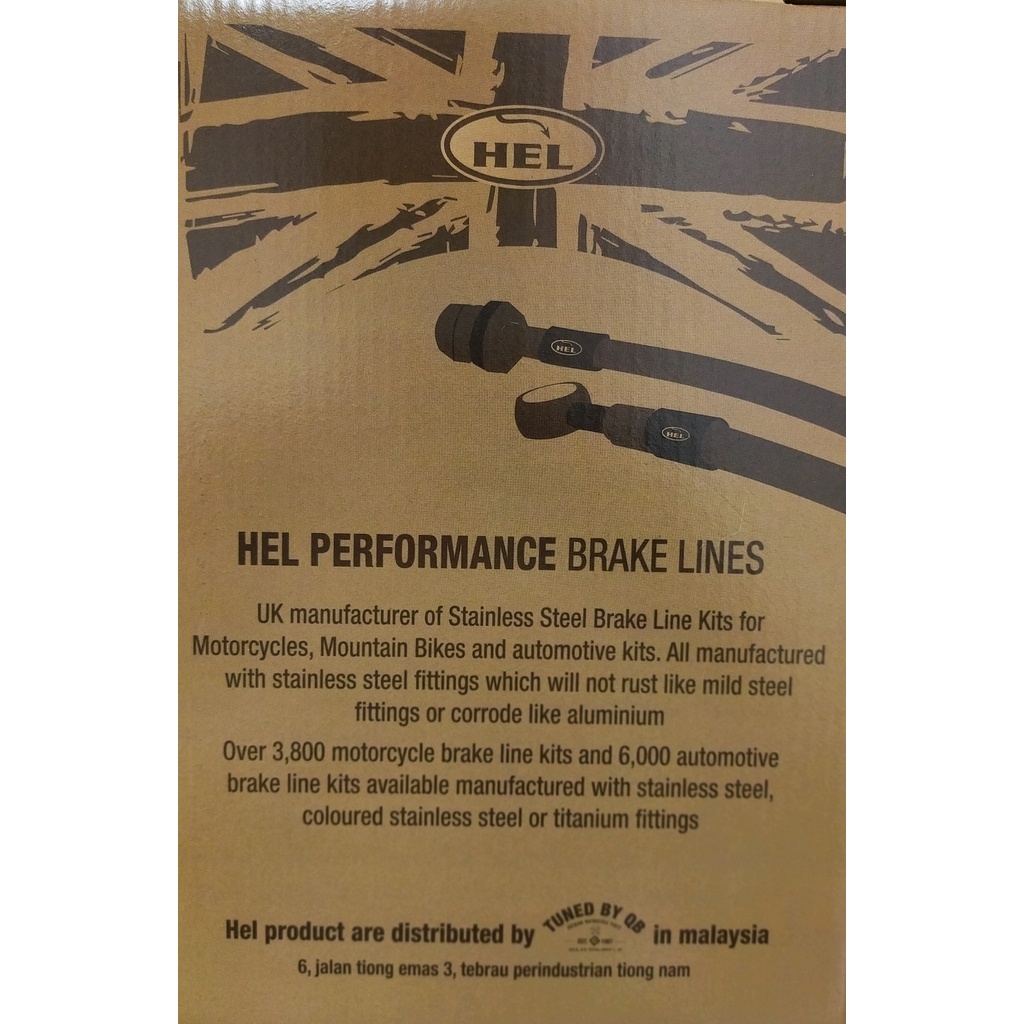 HEL
HEL
HEL
HEL PERFORMANCE BRAKE LINES
UK manufacturer of Stainless Steel Brake Line Kits for
Motorcycles, Mountain Bikes and automotive kits. All manufactured
with stainless steel fittings which will not rust like mild steel
fittings or corrode like aluminium
Over 3,800 motorcycle brake line kits and 6,000 automotive
brake line kits available manufactured with stainless steel,
coloured stainless steel or titanium fittings
Hel product are distributed by TUNED BY QB in malaysia
6, jalan tiong emas 3, tebrau perindustrian tiong nam